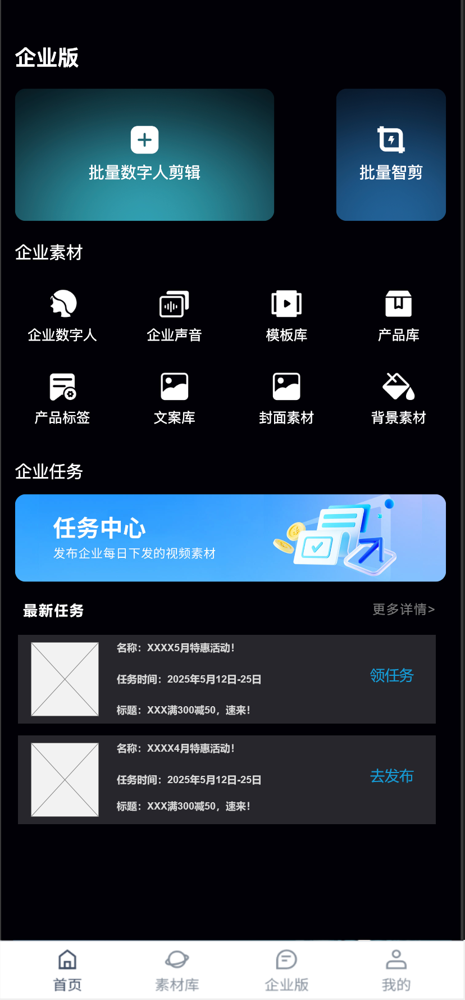 企业版
批量数字人剪辑
批量智剪
企业素材
企业数字人
企业声音
模板库
产品库
产品标签
文案库
封面素材
背景素材
企业任务
任务中心
发布企业每日下发的视频素材
最新任务
更多详情>
名称：XXXX5月特惠活动！
任务时间：2025年5月12日-25日
领任务
标题：XXX满300减50，速来！
名称：XXXX4月特惠活动！
任务时间：2025年5月12日-25日
去发布
标题：XXX满300减50，速来！
首页
素材库
企业版
我的